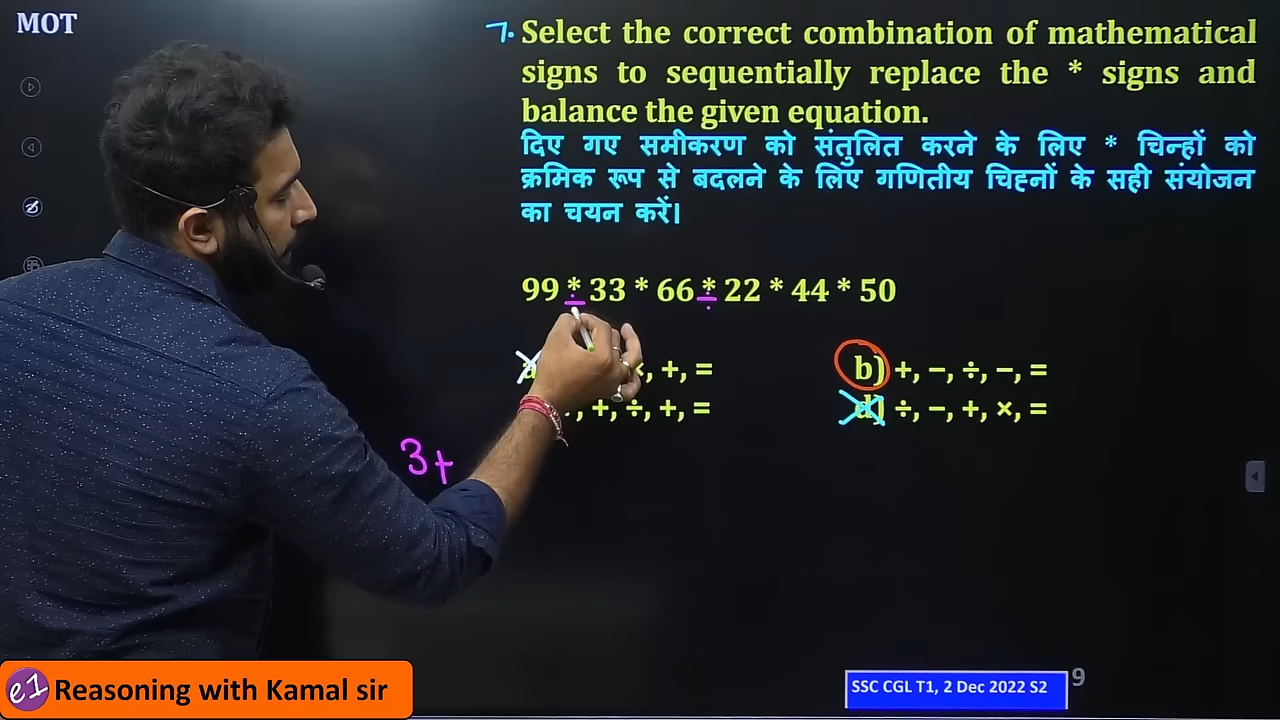 MOT
7. Select the correct combination of mathematical
signs to sequentially replace the * signs and
balance the given equation.
दिए गए समीकरण को संतुलित करने के लिए * चिन्हों को
क्रमिक रूप से बदलने के लिए गणितीय चिह्नों के सही संयोजन
का चयन करें।
99 * 33 * 66 * 22 * 44 * 50
÷ ÷
, +, =
b) +, −, ÷, −, =
, +, ÷, +, =
d) ÷, −, +, ×, =
3+
e1 Reasoning with Kamal sir
SSC CGL T1, 2 Dec 2022 S2
9